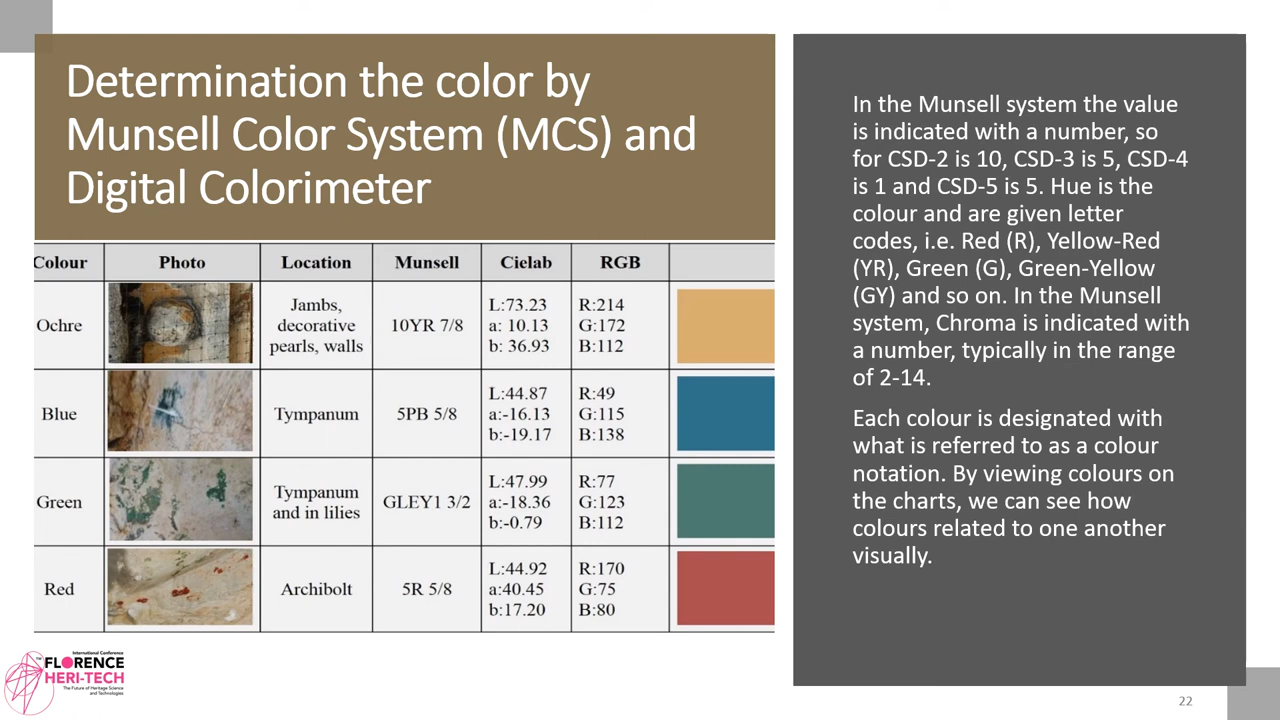 Determination the color by
Munsell Color System (MCS) and
Digital Colorimeter
Colour Photo Location Munsell Cielab RGB
Ochre
Jambs,
decorative
pearls, walls
10YR 7/8
L:73.23
a: 10.13
b: 36.93
R:214
G:172
B:112
Blue
Tympanum
5PB 5/8
L:44.87
a:-16.13
b:-19.17
R:49
G:115
B:138
Green
Tympanum
and in lilies
GLEY1 3/2
L:47.99
a:-18.36
b:-0.79
R:77
G:123
B:112
Red
Archibolt
5R 5/8
L:44.92
a:40.45
b:17.20
R:170
G:75
B:80
In the Munsell system the value
is indicated with a number, so
for CSD-2 is 10, CSD-3 is 5, CSD-4
is 1 and CSD-5 is 5. Hue is the
colour and are given letter
codes, i.e. Red (R), Yellow-Red
(YR), Green (G), Green-Yellow
(GY) and so on. In the Munsell
system, Chroma is indicated with
a number, typically in the range
of 2-14.
Each colour is designated with
what is referred to as a colour
notation. By viewing colours on
the charts, we can see how
colours related to one another
visually.
International Conference
FLORENCE
HERI-TECH
The Future of Heritage Science
and Technologies
22